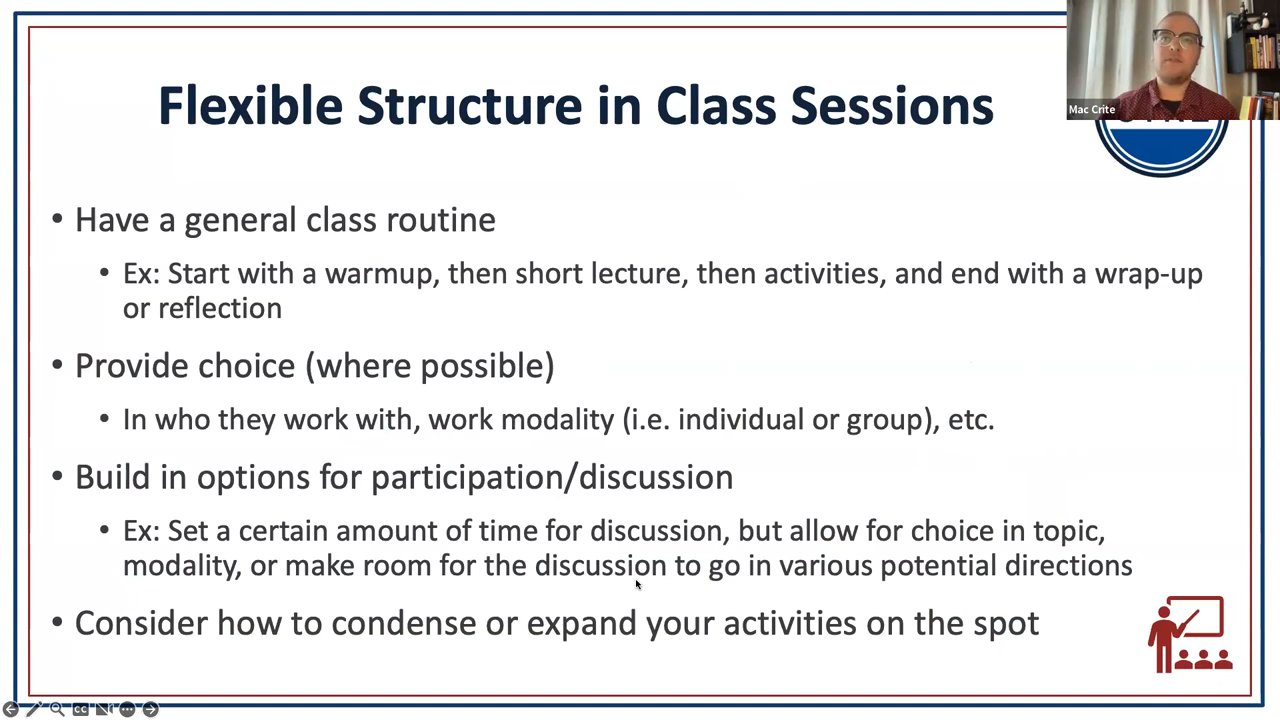 Flexible Structure in Class Sessions
Mac Crite
• Have a general class routine
• Ex: Start with a warmup, then short lecture, then activities, and end with a wrap-up
or reflection
• Provide choice (where possible)
• In who they work with, work modality (i.e. individual or group), etc.
• Build in options for participation/discussion
• Ex: Set a certain amount of time for discussion, but allow for choice in topic,
modality, or make room for the discussion to go in various potential directions
• Consider how to condense or expand your activities on the spot
CC